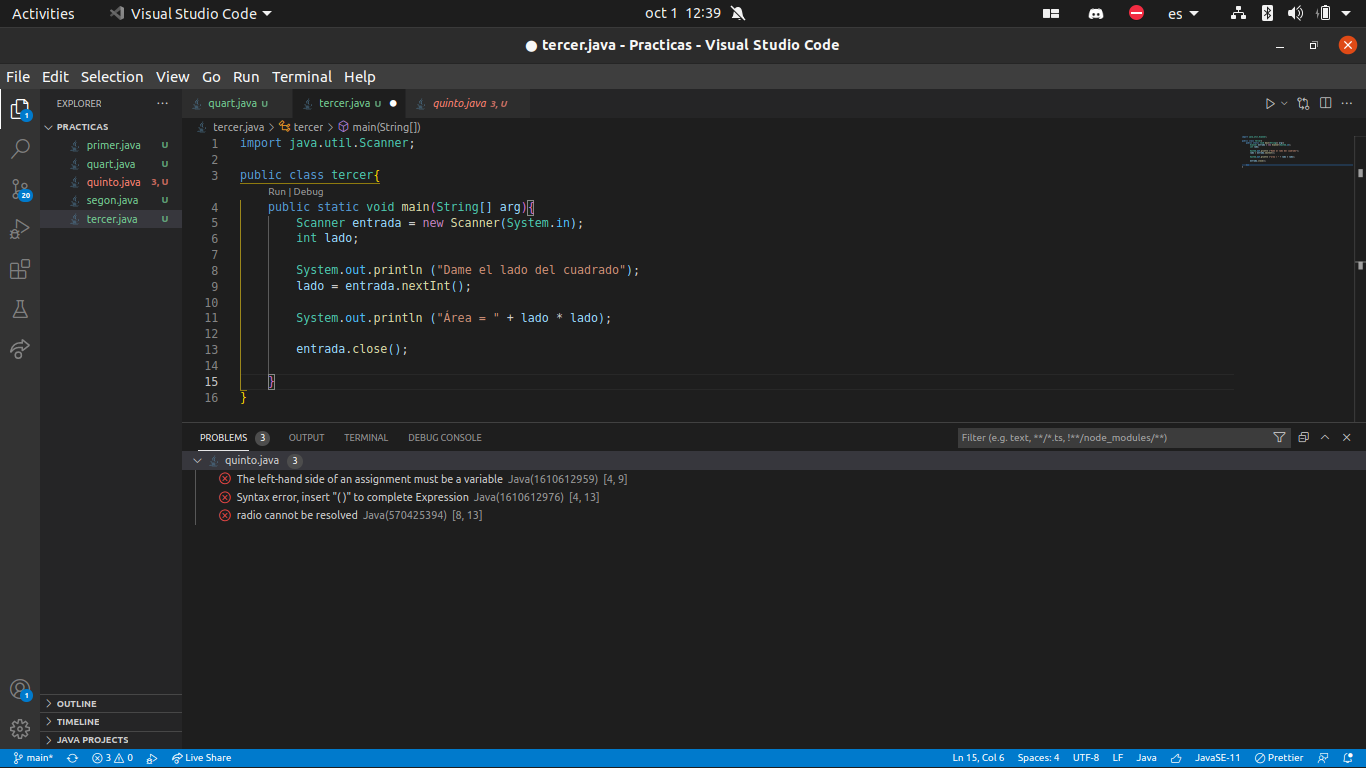 Activities Visual Studio Code oct 1 12:39 es
tercer.java - Practicas - Visual Studio Code
File Edit Selection View Go Run Terminal Help
EXPLORER
PRACTICAS
primer.java U
quart.java U
quinto.java 3, U
segon.java U
tercer.java U
OUTLINE
TIMELINE
JAVA PROJECTS
1
20
1
quart.java U tercer.java U quinto.java 3, U
tercer.java > tercer > main(String[])
1 import java.util.Scanner;
2
3 public class tercer{
Run | Debug
4 public static void main(String[] arg){
5 Scanner entrada = new Scanner(System.in);
6 int lado;
7
8 System.out.println ("Dame el lado del cuadrado");
9 lado = entrada.nextInt();
10
11 System.out.println ("Área = " + lado * lado);
12
13 entrada.close();
14
15 }
16 }
PROBLEMS 3 OUTPUT TERMINAL DEBUG CONSOLE Filter (e.g. text, **/*.ts, !**/node_modules/**)
quinto.java 3
The left-hand side of an assignment must be a variable Java(1610612959) [4, 9]
Syntax error, insert "()" to complete Expression Java(1610612976) [4, 13]
radio cannot be resolved Java(570425394) [8, 13]
main* 3 0 Live Share Ln 15, Col 6 Spaces: 4 UTF-8 LF Java JavaSE-11 Prettier